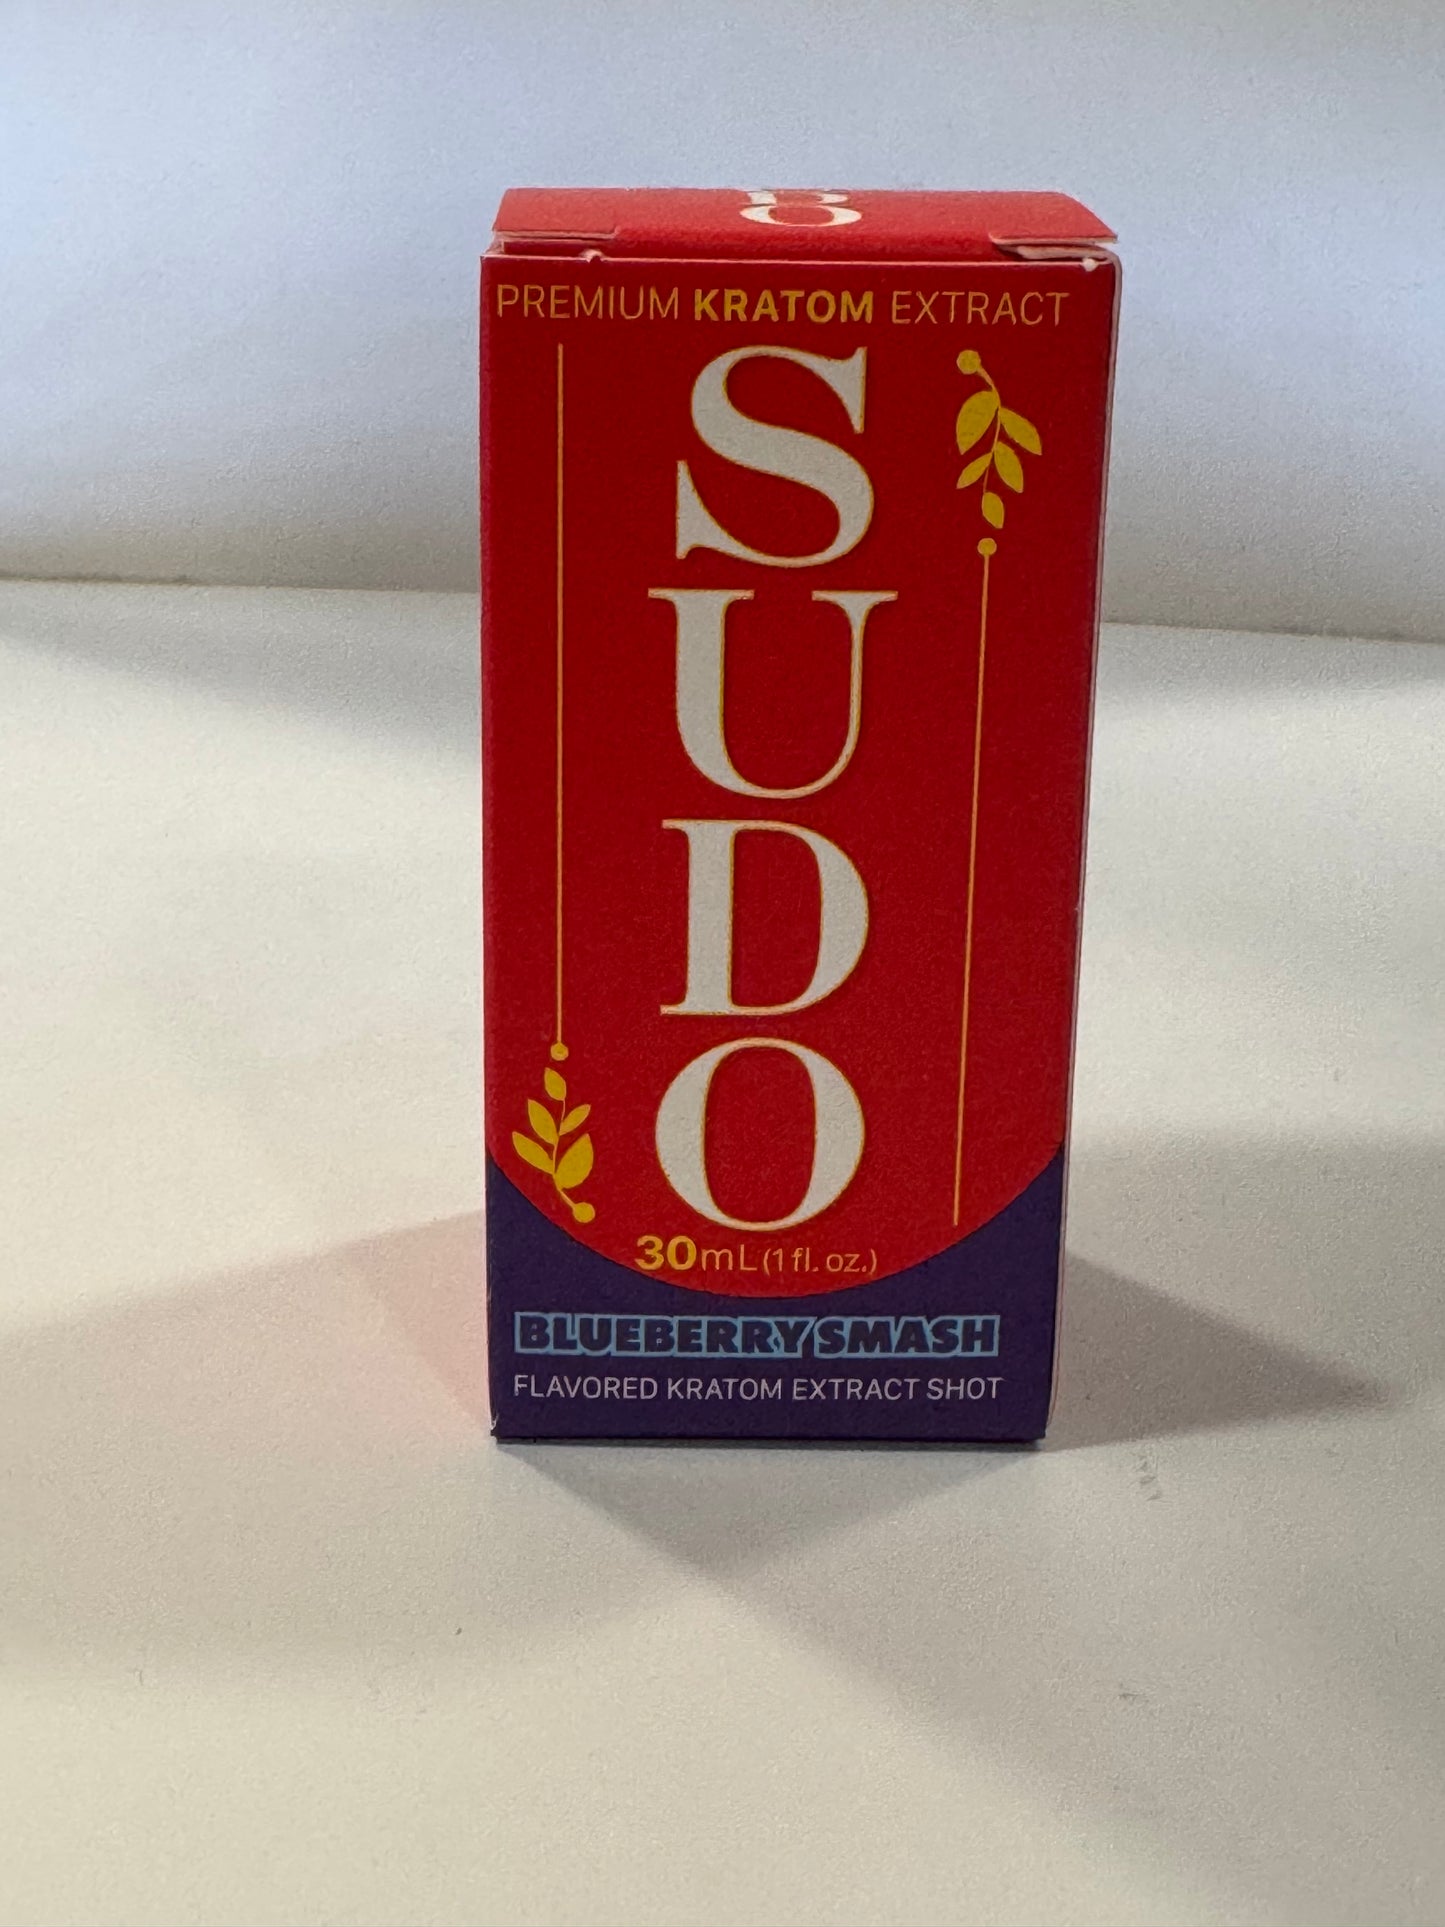 PREMIUM KRATOM EXTRACT
SUDO
30mL (1 fl. oz.)
BLUEBERRY SMASH
FLAVORED KRATOM EXTRACT SHOT